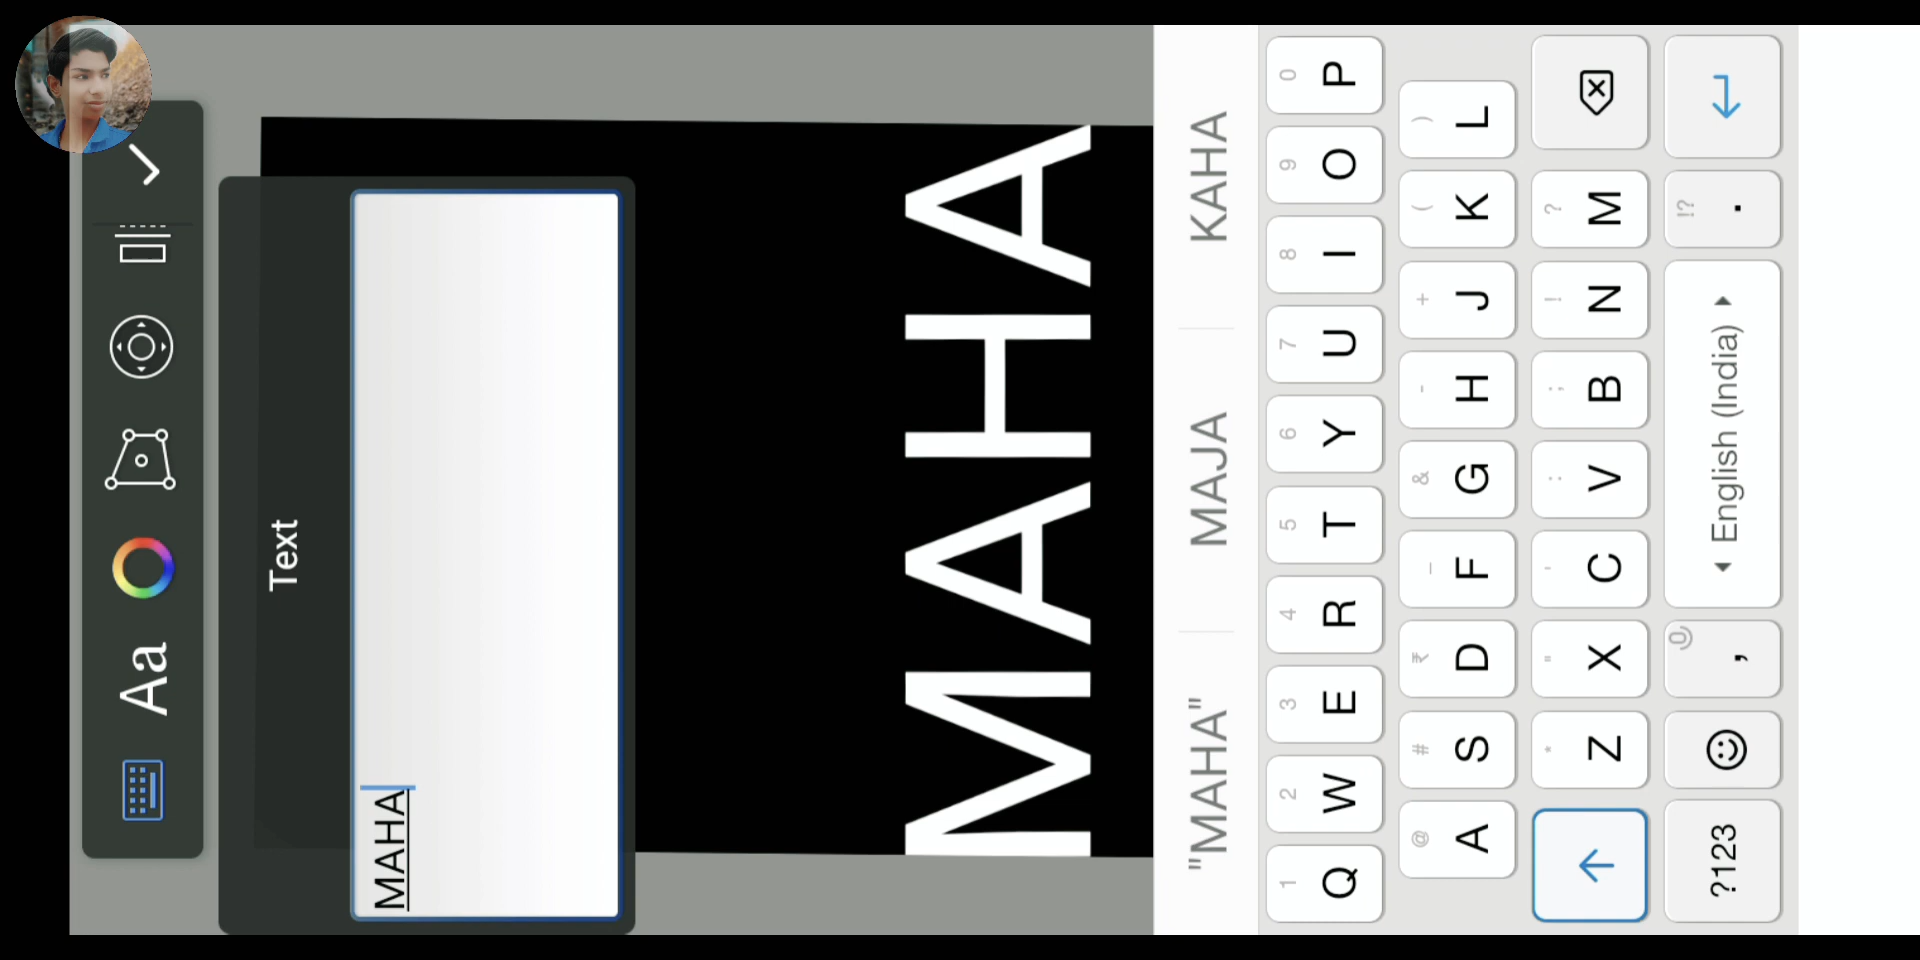 Aa
Text
MAHA
MAHA
"MAHA" MAJA KAHA
1 2 3 4 5 6 7 8 9 0
Q W E R T Y U I O P
@ # ₹ _ & - + ( )
A S D F G H J K L
* " ' : ; ! ?
Z X C V B N M
?123 , English (India) . !?